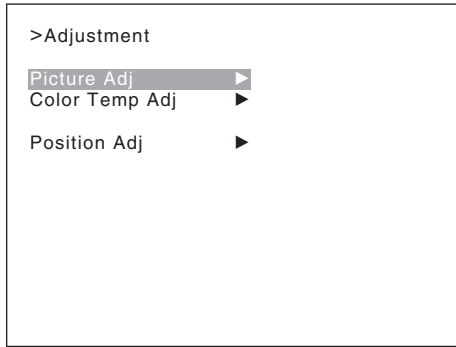 >Adjustment
Picture Adj ▶
Color Temp Adj ▶
Position Adj ▶